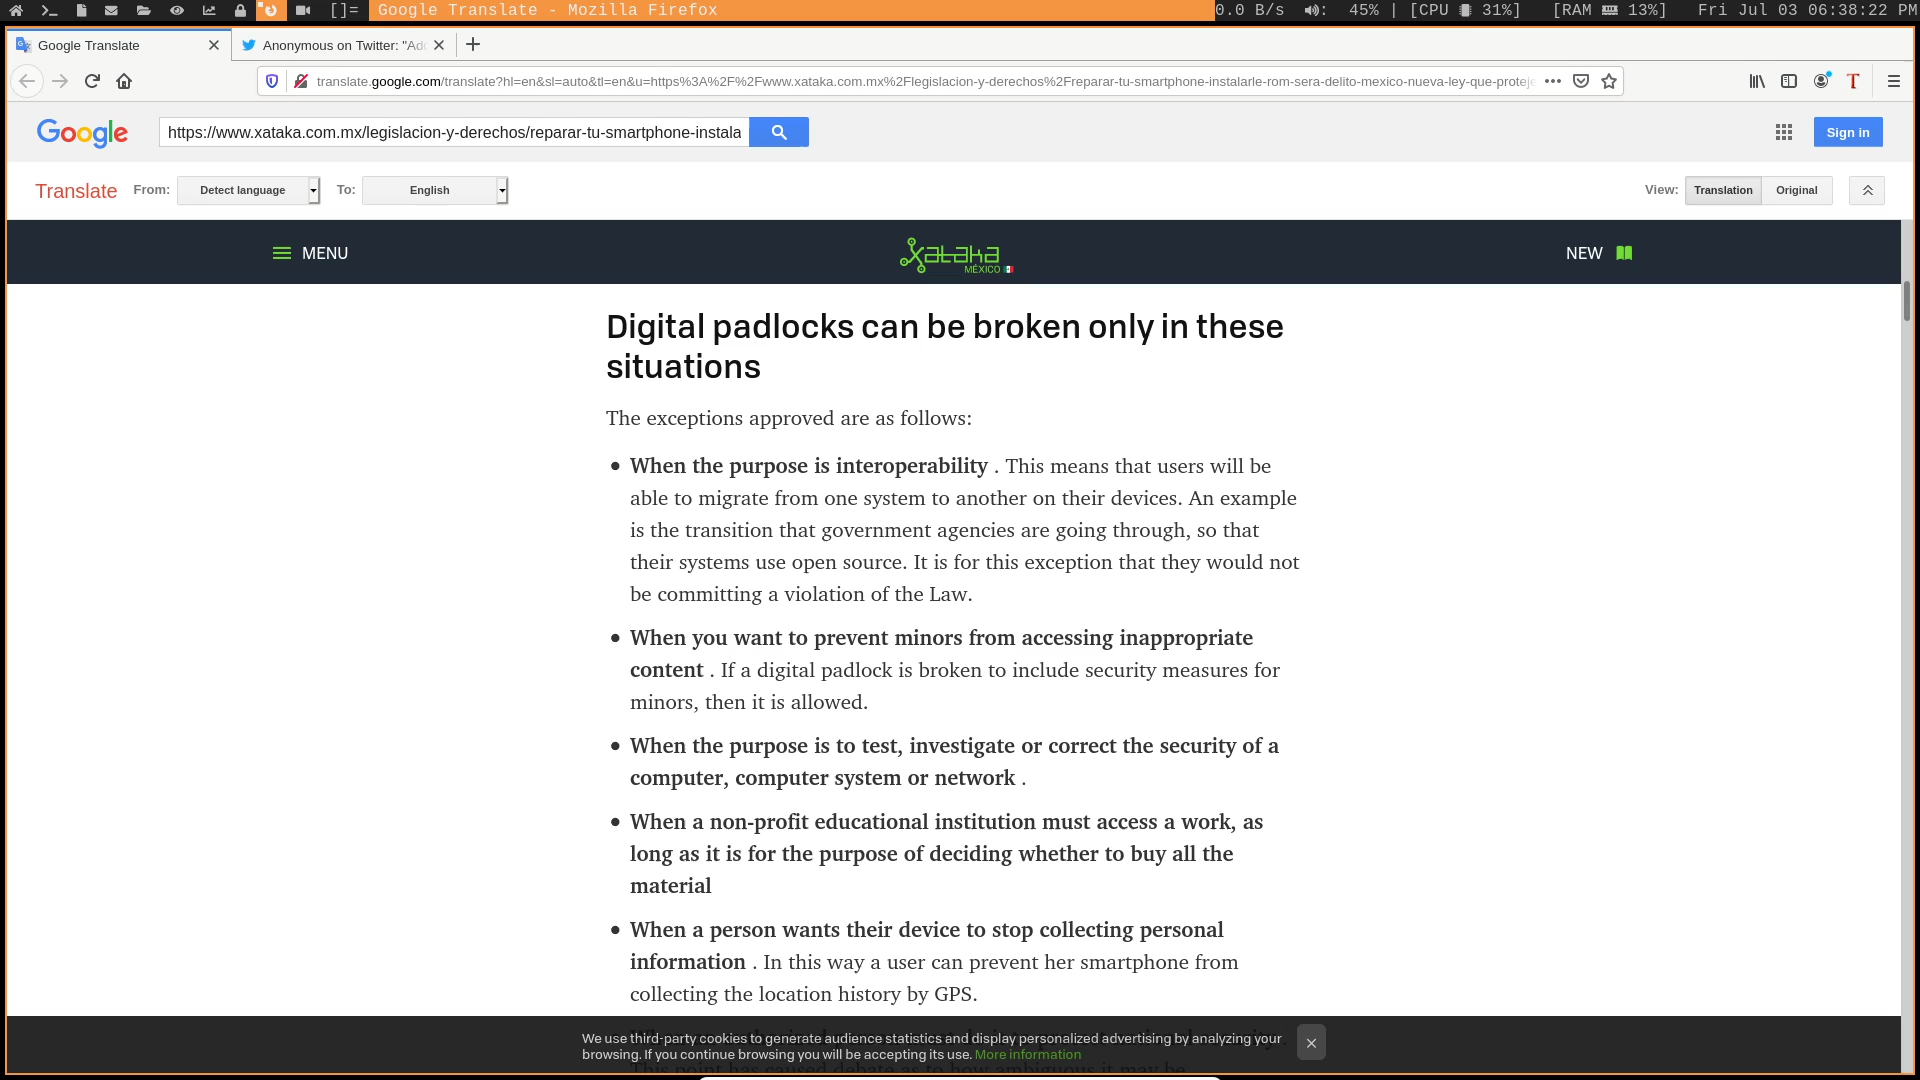 []= Google Translate - Mozilla Firefox 0.0 B/s : 45% | [CPU 31%] [RAM 13%] Fri Jul 03 06:38:22 PM
Google Translate Anonymous on Twitter: "Add
translate.google.com/translate?hl=en&sl=auto&tl=en&u=https%3A%2F%2Fwww.xataka.com.mx%2Flegislacion-y-derechos%2Freparar-tu-smartphone-instalarle-rom-sera-delito-mexico-nueva-ley-que-proteje
Google https://www.xataka.com.mx/legislacion-y-derechos/reparar-tu-smartphone-instala Sign in
Translate From: Detect language To: English View: Translation Original
MENU xataka NEW
MÉXICO
Digital padlocks can be broken only in these
situations
The exceptions approved are as follows:
• When the purpose is interoperability . This means that users will be
able to migrate from one system to another on their devices. An example
is the transition that government agencies are going through, so that
their systems use open source. It is for this exception that they would not
be committing a violation of the Law.
• When you want to prevent minors from accessing inappropriate
content . If a digital padlock is broken to include security measures for
minors, then it is allowed.
• When the purpose is to test, investigate or correct the security of a
computer, computer system or network .
• When a non-profit educational institution must access a work, as
long as it is for the purpose of deciding whether to buy all the
material
• When a person wants their device to stop collecting personal
information . In this way a user can prevent her smartphone from
collecting the location history by GPS.
We use third-party cookies to generate audience statistics and display personalized advertising by analyzing your
browsing. If you continue browsing you will be accepting its use. More information
This point has caused debate as to how ambiguous it may be